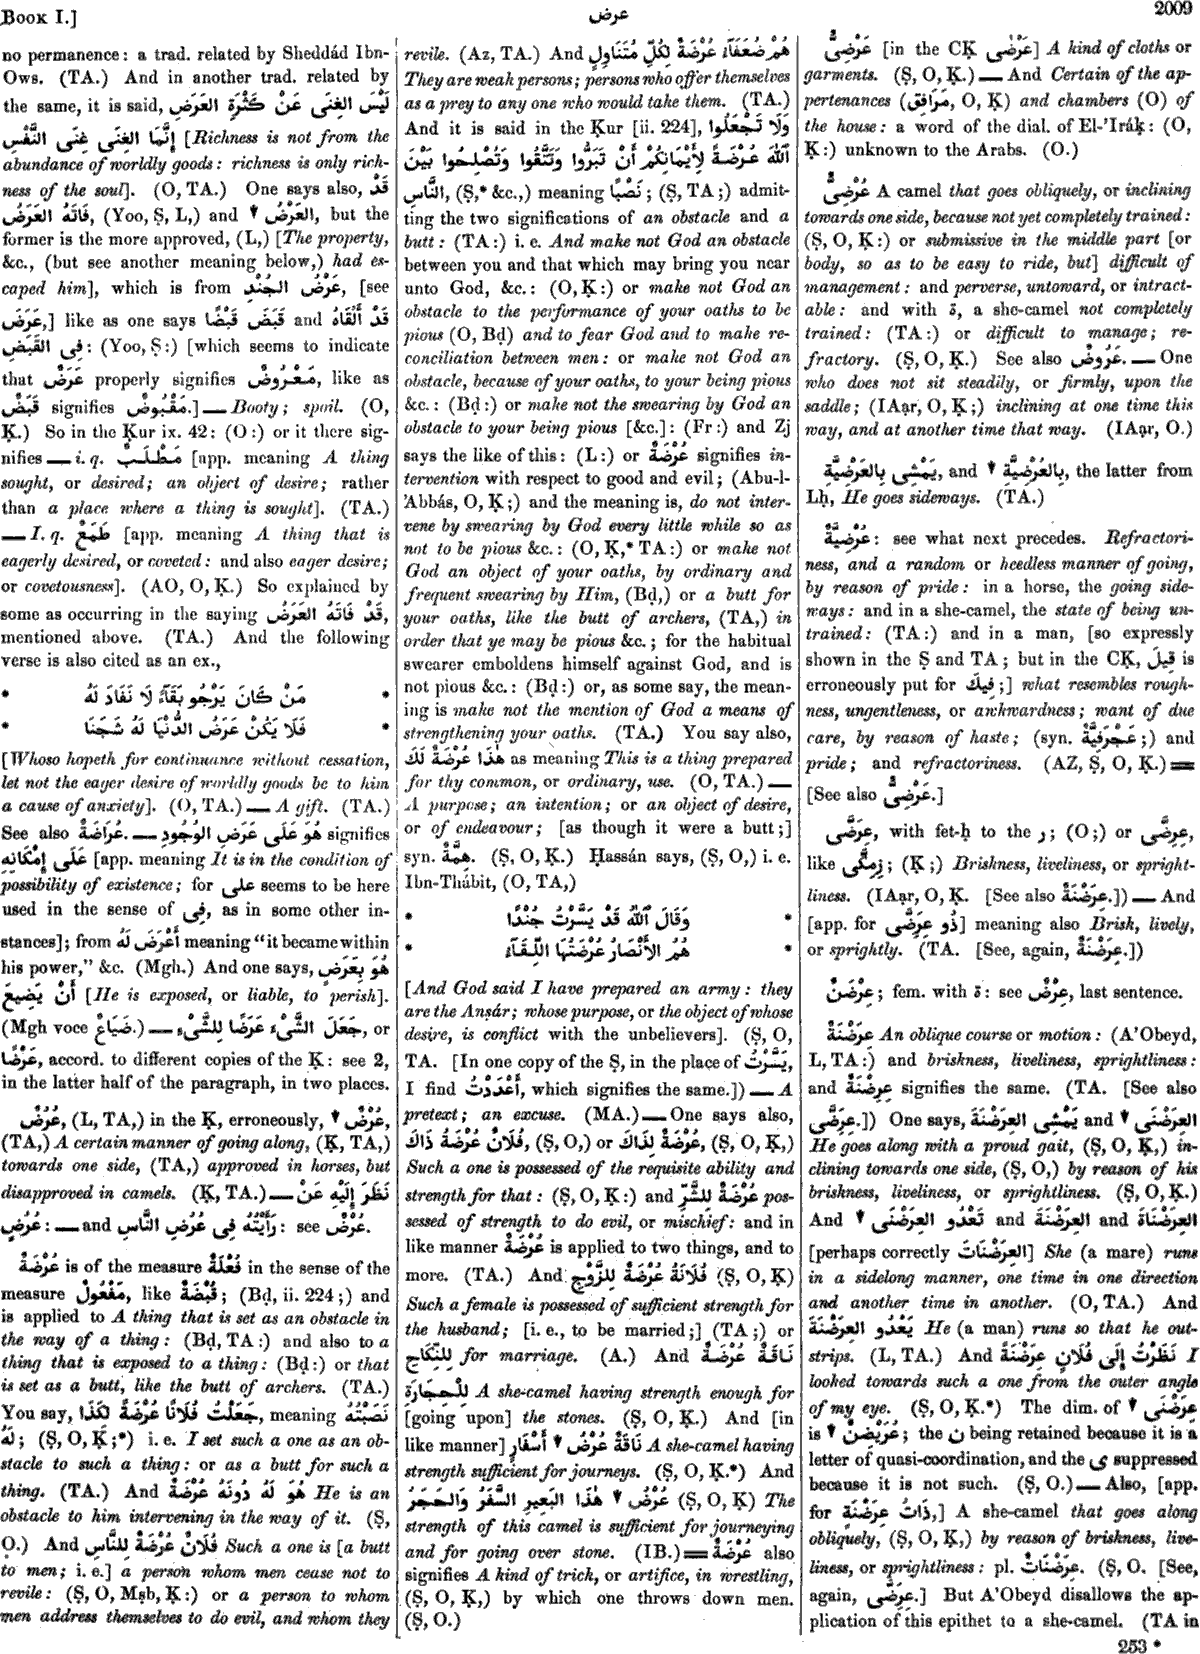 Book I.]
عرض
2009
no permanence: a trad. related by Sheddád Ibn-
Ows. (TA.) And in another trad. related by
the same, it is said, لَيْسَ الغِنَى عَنْ كَثْرَةِ العَرَضِ
إِنَّمَا الغِنَى غِنَى النَّفْسِ [Richness is not from the
abundance of worldly goods: richness is only rich-
ness of the soul]. (O, TA.) One says also, قَدْ
فَاتَهُ العَرَضُ, (Yoo, Ṣ, L,) and ▾ العَرْضُ, but the
former is the more approved, (L,) [The property,
&c., (but see another meaning below,) had es-
caped him], which is from عَرْضُ الجُنْدِ, [see
عَرَضَ,] like as one says قَبَضَ قَبْضًا and قَدْ أَلْقَاهُ
فِى القَبَضِ: (Yoo, Ṣ:) [which seems to indicate
that عَرَضٌ properly signifies مَعْرُوضٌ, like as
قَبَضٌ signifies مَقْبُوضٌ.] — Booty; spoil. (O,
Ḳ.) So in the Ḳur ix. 42: (O:) or it there sig-
nifies — i. q. مَطْلَبٌ [app. meaning A thing
sought, or desired; an object of desire; rather
than a place where a thing is sought]. (TA.)
— I. q. طَمَعٌ [app. meaning A thing that is
eagerly desired, or coveted: and also eager desire;
or covetousness]. (AO, O, Ḳ.) So explained by
some as occurring in the saying قَدْ فَاتَهُ العَرَضُ,
mentioned above. (TA.) And the following
verse is also cited as an ex.,
* مَنْ كَانَ يَرْجُو بَقَآءً لَا نَفَادَ لَهُ *
* فَلَا يَكُنْ عَرَضُ الدُّنْيَا لَهُ شَجَنَا *
[Whoso hopeth for continuance without cessation,
let not the eager desire of worldly goods be to him
a cause of anxiety]. (O, TA.) — A gift. (TA.)
See also عُرَاضَةٌ. — هُوَ عَلَى عَرَضِ الوُجُودِ signifies
عَلَى إِمْكَانِهِ [app. meaning It is in the condition of
possibility of existence; for على seems to be here
used in the sense of فِى, as in some other in-
stances]; from أَعْرَضَ لَهُ meaning "it became within
his power," &c. (Mgh.) And one says, هُوَ بِعَرَضِ
أَنْ يَضِيعَ [He is exposed, or liable, to perish].
(Mgh voce ضَيَاعٌ.) — جَعَلَ الشَّىْءَ عَرَضًا لِلشَّىْءِ, or
عَرْضًا, accord. to different copies of the Ḳ: see 2,
in the latter half of the paragraph, in two places.
عُرُضٌ, (L, TA,) in the Ḳ, erroneously, ▾ عُرْضٌ,
(TA,) A certain manner of going along, (Ḳ, TA,)
towards one side, (TA,) approved in horses, but
disapproved in camels. (Ḳ, TA.) — نَظَرَ إِلَيْهِ عَنْ
عُرُضٍ: — and رَأَيْتُهُ فِى عُرُضِ النَّاسِ: see عُرْضٌ.
عُرْضَةٌ is of the measure فُعْلَةٌ in the sense of the
measure مَفْعُولٌ, like قُبْضَةٌ; (Bḍ, ii. 224;) and
is applied to A thing that is set as an obstacle in
the way of a thing: (Bḍ, TA:) and also to a
thing that is exposed to a thing: (Bḍ:) or that
is set as a butt, like the butt of archers. (TA.)
You say, جَعَلْتُ فُلَانًا عُرْضَةً لِكَذَا, meaning نَصَبْتُهُ
لَهُ; (Ṣ, O, Ḳ;*) i. e. I set such a one as an ob-
stacle to such a thing: or as a butt for such a
thing. (TA.) And هُوَ لَهُ دُونَهُ عُرْضَةٌ He is an
obstacle to him intervening in the way of it. (Ṣ,
O.) And فُلَانٌ عُرْضَةٌ لِلنَّاسِ Such a one is [a butt
to men; i. e.] a person whom men cease not to
revile: (Ṣ, O, Mṣb, Ḳ:) or a person to whom
men address themselves to do evil, and whom they
revile. (Az, TA.) And هُمْ ضُعَفَآءُ عُرْضَةٌ لِكُلِّ مُتَنَاوِلٍ
They are weak persons; persons who offer themselves
as a prey to any one who would take them. (TA.)
And it is said in the Ḳur [ii. 224], وَلَا تَجْعَلُوا
ٱللّٰهَ عُرْضَةً لِأَيْمَانِكُمْ أَنْ تَبَرُّوا وَتَتَّقُوا وَتُصْلِحُوا بَيْنَ
النَّاسِ, (Ṣ,* &c.,) meaning نَصْبًا; (Ṣ, TA;) admit-
ting the two significations of an obstacle and a
butt: (TA:) i. e. And make not God an obstacle
between you and that which may bring you near
unto God, &c.: (O, Ḳ:) or make not God an
obstacle to the performance of your oaths to be
pious (O, Bḍ) and to fear God and to make re-
conciliation between men: or make not God an
obstacle, because of your oaths, to your being pious
&c.: (Bḍ:) or make not the swearing by God an
obstacle to your being pious [&c.]: (Fr:) and Zj
says the like of this: (L:) or عُرْضَةٌ signifies in-
tervention with respect to good and evil; (Abu-l-
'Abbás, O, Ḳ;) and the meaning is, do not inter-
vene by swearing by God every little while so as
not to be pious &c.: (O, Ḳ,* TA:) or make not
God an object of your oaths, by ordinary and
frequent swearing by Him, (Bḍ,) or a butt for
your oaths, like the butt of archers, (TA,) in
order that ye may be pious &c.; for the habitual
swearer emboldens himself against God, and is
not pious &c.: (Bḍ:) or, as some say, the mean-
ing is make not the mention of God a means of
strengthening your oaths. (TA.) You say also,
هٰذَا عُرْضَةٌ لَكَ as meaning This is a thing prepared
for thy common, or ordinary, use. (O, TA.) —
A purpose; an intention; or an object of desire,
or of endeavour; [as though it were a butt;]
syn. هِمَّةٌ. (Ṣ, O, Ḳ.) Ḥassán says, (Ṣ, O,) i. e.
Ibn-Thábit, (O, TA,)
* وَقَالَ ٱللّٰهُ قَدْ يَسَّرْتُ جُنْدًا *
* هُمُ الأَنْصَارُ عُرْضَتُهَا اللِّقَآءُ *
[And God said I have prepared an army: they
are the Anṣár; whose purpose, or the object of whose
desire, is conflict with the unbelievers]. (Ṣ, O,
TA. [In one copy of the Ṣ, in the place of يَسَّرْتُ,
I find أَعْدَدْتُ, which signifies the same.]) — A
pretext; an excuse. (MA.) — One says also,
فُلَانٌ عُرْضَةُ ذَاكَ, (Ṣ, O,) or عُرْضَةٌ لِذَاكَ, (Ṣ, O, Ḳ,)
Such a one is possessed of the requisite ability and
strength for that: (Ṣ, O, Ḳ:) and عُرْضَةٌ لِلشَّرِّ pos-
sessed of strength to do evil, or mischief: and in
like manner عُرْضَةٌ is applied to two things, and to
more. (TA.) And فُلَانَةُ عُرْضَةٌ لِلزَّوْجِ (Ṣ, O, Ḳ)
Such a female is possessed of sufficient strength for
the husband; [i. e., to be married;] (TA;) or
لِلنِّكَاحِ for marriage. (A.) And نَاقَةٌ عُرْضَةٌ
لِلْحِجَارَةِ A she-camel having strength enough for
[going upon] the stones. (Ṣ, O, Ḳ.) And [in
like manner] نَاقَةٌ عُرْضُ ▾ أَسْفَارٍ A she-camel having
strength sufficient for journeys. (Ṣ, O, Ḳ.*) And
عُرْضُ ▾ هٰذَا البَعِيرِ السَّفَرُ وَالحَجَرُ (Ṣ, O, Ḳ) The
strength of this camel is sufficient for journeying
and for going over stone. (IB.) ＝ عُرْضَةٌ also
signifies A kind of trick, or artifice, in wrestling,
(Ṣ, O, Ḳ,) by which one throws down men.
(Ṣ, O.)
عُرْضِىٌّ [in the CḲ عَرْضٰى] A kind of cloths or
garments. (Ṣ, O, Ḳ.) — And Certain of the ap-
pertenances (مَرَافِق, O, Ḳ) and chambers (O) of
the house: a word of the dial. of El-'Iráḳ: (O,
Ḳ:) unknown to the Arabs. (O.)
عُرْضِىٌّ A camel that goes obliquely, or inclining
towards one side, because not yet completely trained:
(Ṣ, O, Ḳ:) or submissive in the middle part [or
body, so as to be easy to ride, but] difficult of
management: and perverse, untoward, or intract-
able: and with ة, a she-camel not completely
trained: (TA:) or difficult to manage; re-
fractory. (Ṣ, O, Ḳ.) See also عَرُوضٌ. — One
who does not sit steadily, or firmly, upon the
saddle; (IAạr, O, Ḳ;) inclining at one time this
way, and at another time that way. (IAạr, O.)
يَمْشِى بِالعَرْضِيَّةِ, and ▾ بِالعُرْضِيَّةِ, the latter from
Lḥ, He goes sideways. (TA.)
عُرْضِيَّةٌ: see what next precedes. Refractori-
ness, and a random or heedless manner of going,
by reason of pride: in a horse, the going side-
ways: and in a she-camel, the state of being un-
trained: (TA:) and in a man, [so expressly
shown in the Ṣ and TA; but in the CḲ, قِيلَ is
erroneously put for فِيكَ;] what resembles rough-
ness, ungentleness, or awkwardness; want of due
care, by reason of haste; (syn. عَجْرَفِيَّةٌ;) and
pride; and refractoriness. (AZ, Ṣ, O, Ḳ.) ＝
[See also عُرْضِىٌّ.]
عِرَضَّى, with fet-ḥ to the ر; (O;) or عِرِضَّى,
like زِمِكَّى; (Ḳ;) Briskness, liveliness, or spright-
liness. (IAạr, O, Ḳ. [See also عِرَضْنَةٌ.]) — And
[app. for ذُو عِرَضَّى] meaning also Brisk, lively,
or sprightly. (TA. [See, again, عِرَضْنَةٌ.])
عِرَضْنٌ; fem. with ة: see عِرَضٌّ, last sentence.
عِرَضْنَةٌ An oblique course or motion: (A'Obeyd,
L, TA:) and briskness, liveliness, sprightliness:
and عِرْضَنَةٌ signifies the same. (TA. [See also
عِرَضَّى.]) One says, يَمْشِى العِرَضْنَةَ and ▾ العِرَضْنَى
He goes along with a proud gait, (Ṣ, O, Ḳ,) in-
clining towards one side, (Ṣ, O,) by reason of his
briskness, liveliness, or sprightliness. (Ṣ, O, Ḳ.)
And ▾ تَعْدُو العِرَضْنَى and العِرَضْنَةَ and العِرَضْنَاةَ
[perhaps correctly العِرَضْنَاتِ] She (a mare) runs
in a sidelong manner, one time in one direction
and another time in another. (O, TA.) And
يَعْدُو العِرَضْنَةَ He (a man) runs so that he out-
strips. (L, TA.) And نَظَرْتُ إِلَى فُلَانٍ عِرَضْنَةً I
looked towards such a one from the outer angle
of my eye. (Ṣ, O, Ḳ.*) The dim. of ▾ عِرَضْنَى
is ▾ عُرَيْضِنٌ; the ن being retained because it is a
letter of quasi-coordination, and the ى suppressed
because it is not such. (Ṣ, O.) — Also, [app.
for ذَاتُ عِرَضْنَةٍ,] A she-camel that goes along
obliquely, (Ṣ, O, Ḳ,) by reason of briskness, live-
liness, or sprightliness: pl. عِرَضْنَاتٌ. (Ṣ, O. [See,
again, عِرَضَّى.] But A'Obeyd disallows the ap-
plication of this epithet to a she-camel. (TA in
253 *